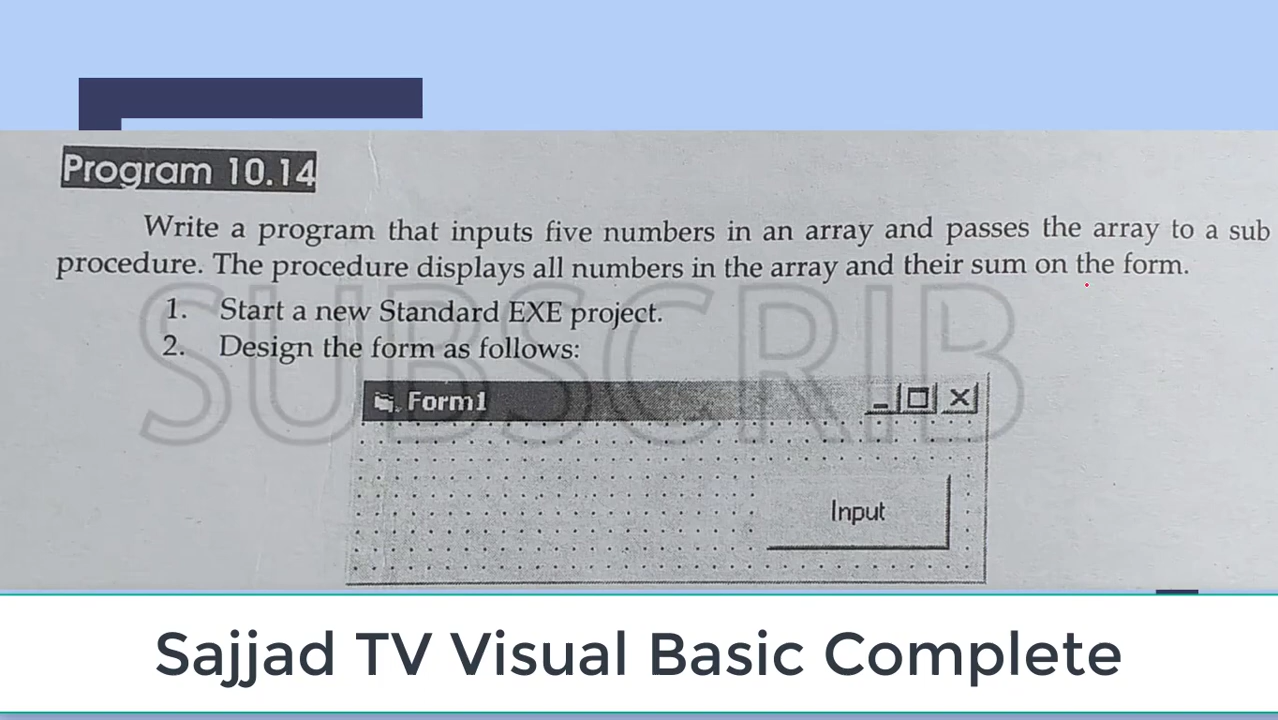 Program 10.14
Write a program that inputs five numbers in an array and passes the array to a sub
procedure. The procedure displays all numbers in the array and their sum on the form.
1. Start a new Standard EXE project.
2. Design the form as follows:
SUBSCRIB
Form1
Input
Sajjad TV Visual Basic Complete